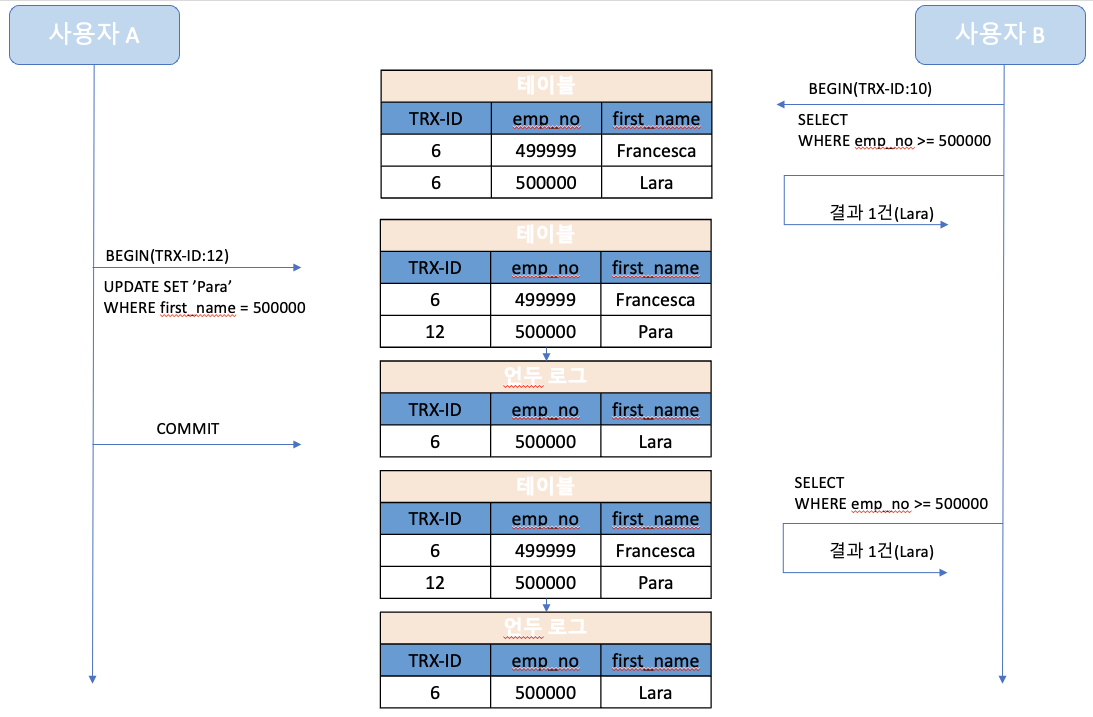 사용자 A
사용자 B
테이블
TRX-ID emp_no first_name
6 499999 Francesca
6 500000 Lara
BEGIN(TRX-ID:10)
SELECT
WHERE emp_no >= 500000
결과 1건(Lara)
BEGIN(TRX-ID:12)
UPDATE SET ’Para’
WHERE first_name = 500000
테이블
TRX-ID emp_no first_name
6 499999 Francesca
12 500000 Para
언두 로그
TRX-ID emp_no first_name
6 500000 Lara
COMMIT
테이블
TRX-ID emp_no first_name
6 499999 Francesca
12 500000 Para
SELECT
WHERE emp_no >= 500000
결과 1건(Lara)
언두 로그
TRX-ID emp_no first_name
6 500000 Lara